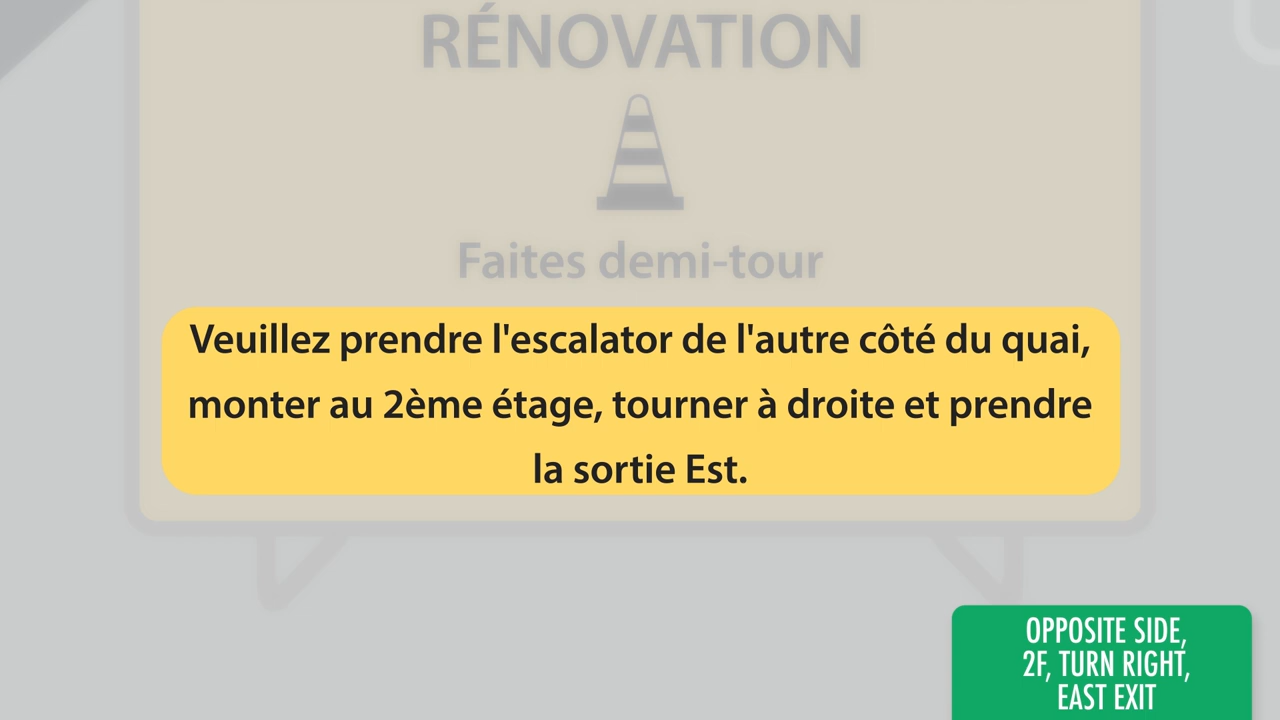 RÉNOVATION
Faites demi-tour
Veuillez prendre l'escalator de l'autre côté du quai,
monter au 2ème étage, tourner à droite et prendre
la sortie Est.
OPPOSITE SIDE,
2F, TURN RIGHT,
EAST EXIT